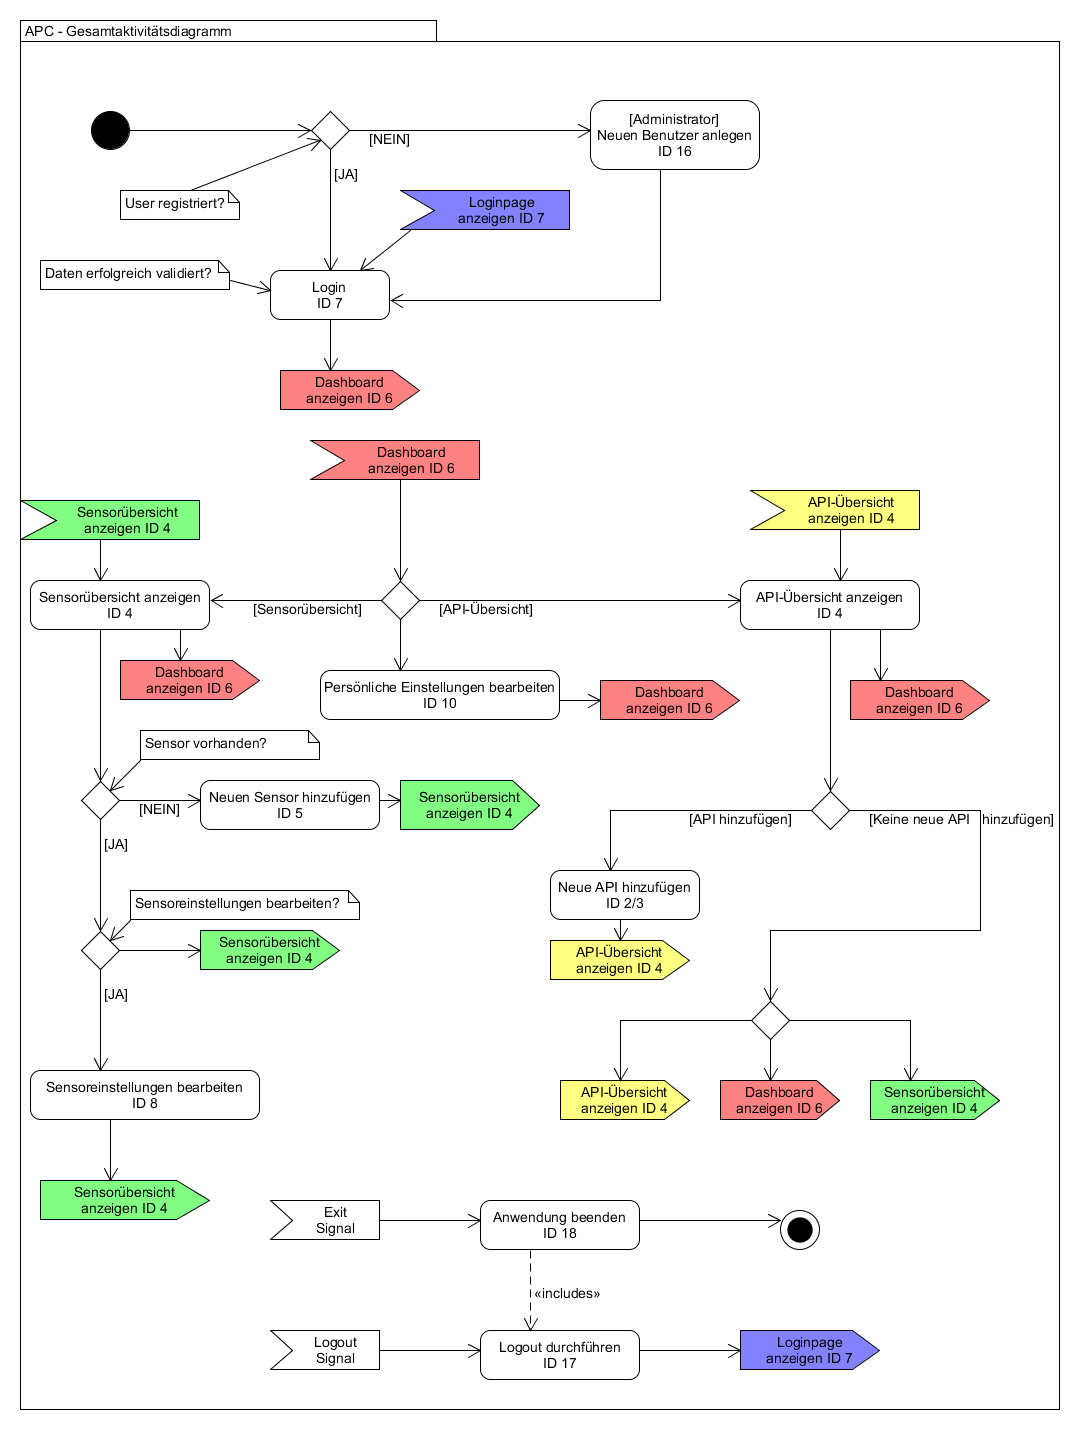 APC - Gesamtaktivitätsdiagramm
[Administrator]
Neuen Benutzer anlegen
ID 16
[NEIN]
[JA]
User registriert?
Loginpage
anzeigen ID 7
Daten erfolgreich validiert?
Login
ID 7
Dashboard
anzeigen ID 6
Dashboard
anzeigen ID 6
Sensorübersicht
anzeigen ID 4
API-Übersicht
anzeigen ID 4
Sensorübersicht anzeigen
ID 4
[Sensorübersicht]
[API-Übersicht]
API-Übersicht anzeigen
ID 4
Dashboard
anzeigen ID 6
Persönliche Einstellungen bearbeiten
ID 10
Dashboard
anzeigen ID 6
Dashboard
anzeigen ID 6
Sensor vorhanden?
[NEIN]
Neuen Sensor hinzufügen
ID 5
Sensorübersicht
anzeigen ID 4
[API hinzufügen]
[Keine neue API hinzufügen]
[JA]
Neue API hinzufügen
ID 2/3
Sensoreinstellungen bearbeiten?
Sensorübersicht
anzeigen ID 4
API-Übersicht
anzeigen ID 4
[JA]
Sensoreinstellungen bearbeiten
ID 8
API-Übersicht
anzeigen ID 4
Dashboard
anzeigen ID 6
Sensorübersicht
anzeigen ID 4
Sensorübersicht
anzeigen ID 4
Exit
Signal
Anwendung beenden
ID 18
«includes»
Logout
Signal
Logout durchführen
ID 17
Loginpage
anzeigen ID 7